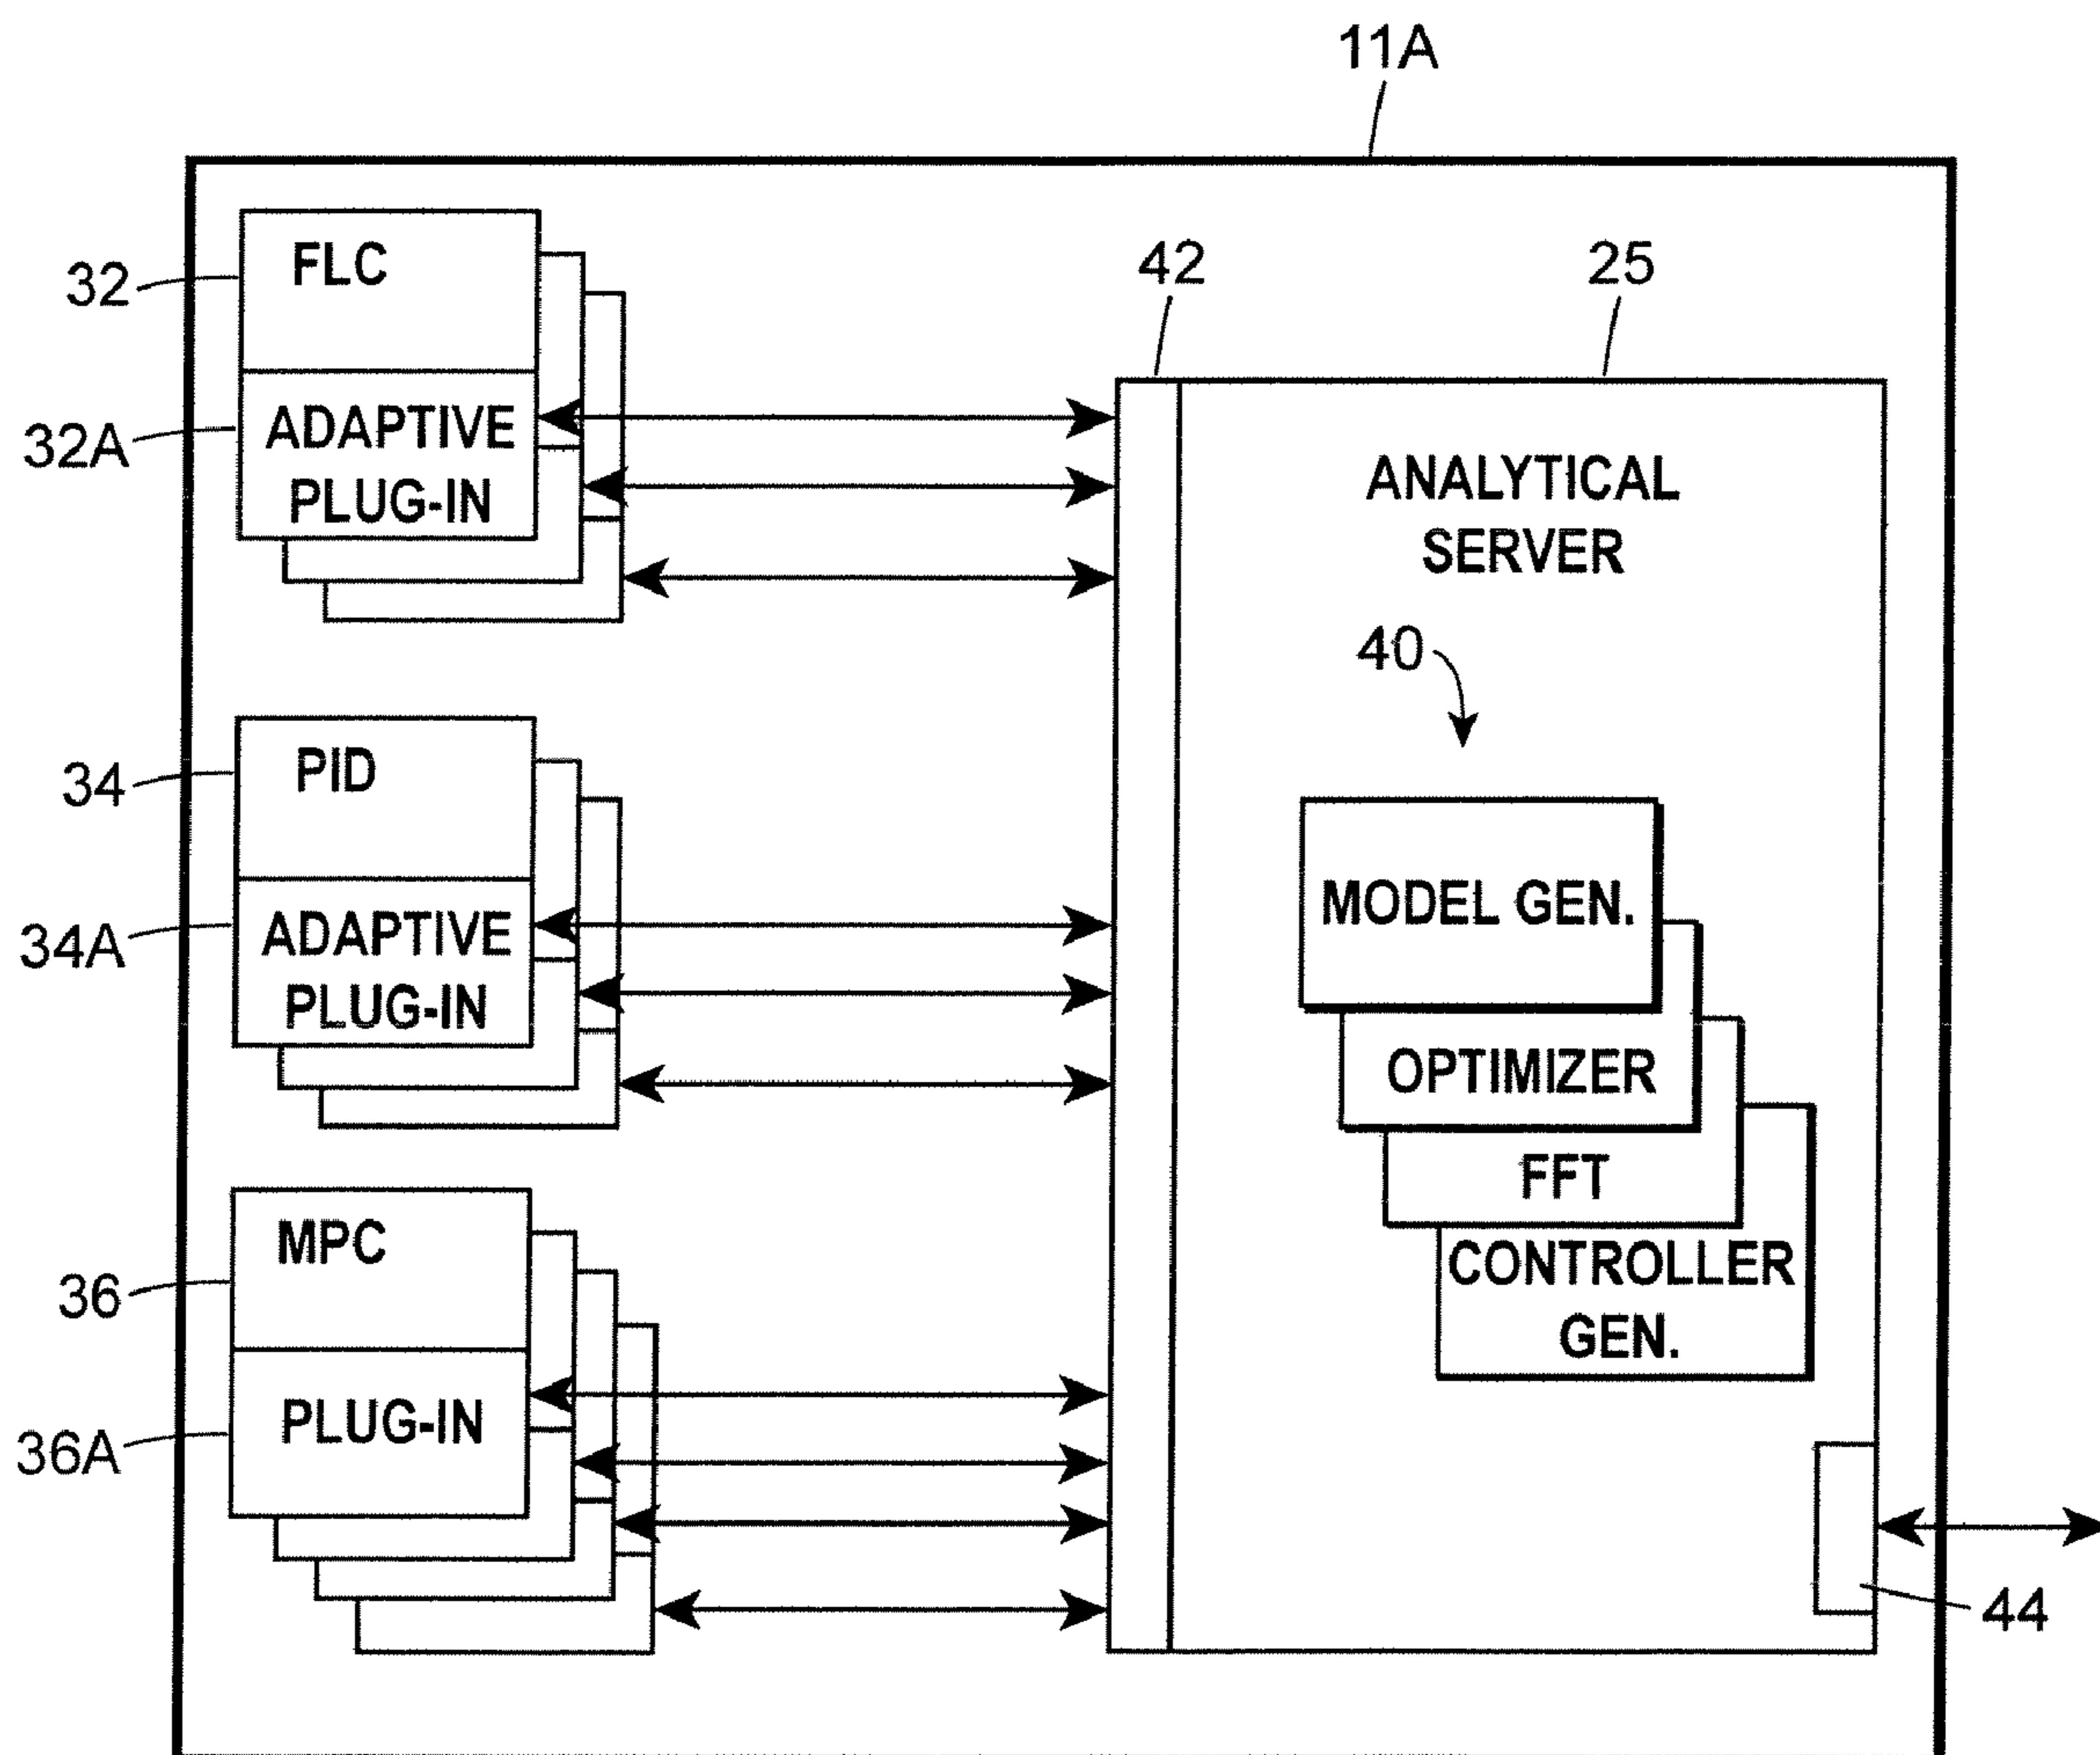 11A
32
FLC
32A
ADAPTIVE
PLUG-IN
34
PID
34A
ADAPTIVE
PLUG-IN
36
MPC
36A
PLUG-IN
42
25
ANALYTICAL
SERVER
40
MODEL GEN.
OPTIMIZER
FFT
CONTROLLER
GEN.
44